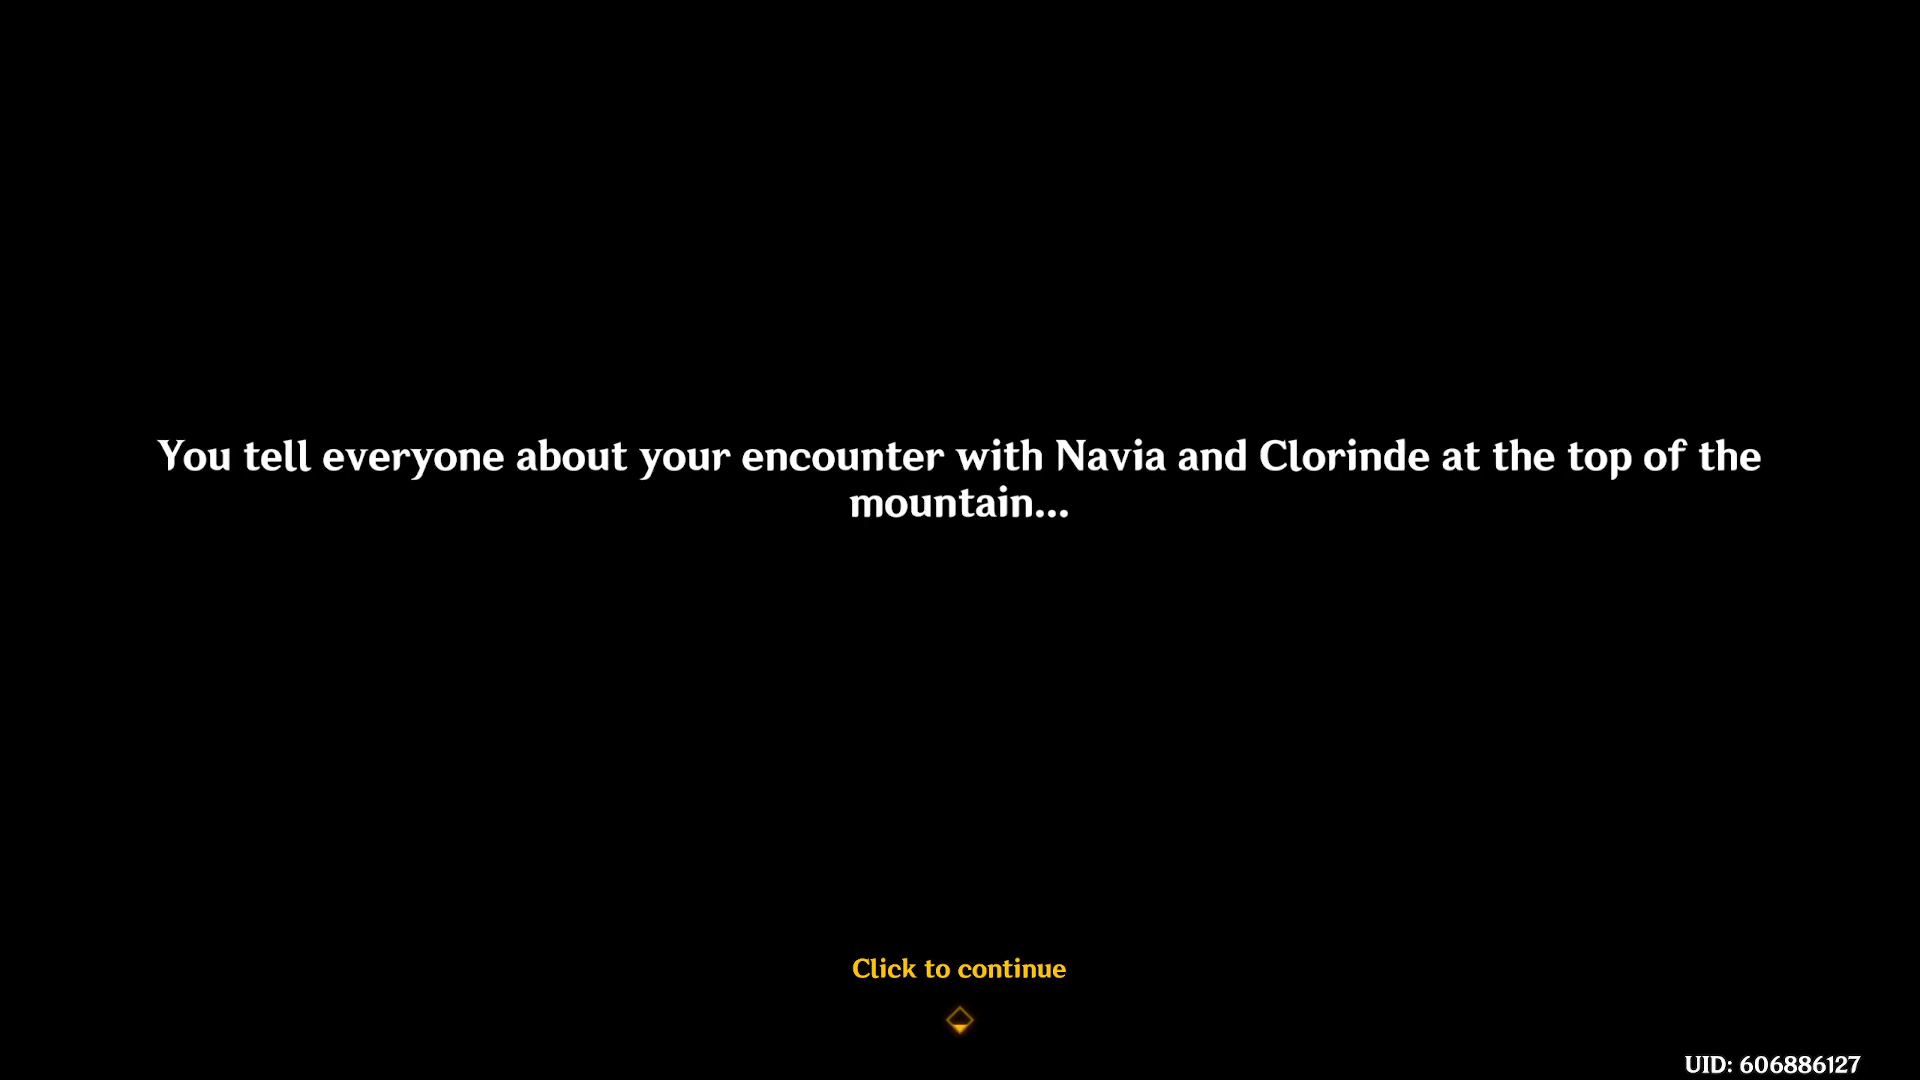 You tell everyone about your encounter with Navia and Clorinde at the top of the
mountain...
Click to continue
UID: 606886127